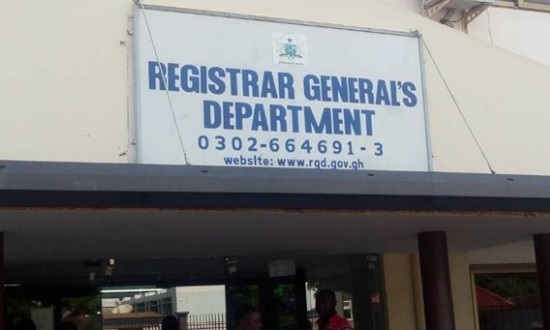 REGISTRAR GENERAL'S
DEPARTMENT
0302-664691-3
website: www.rgd.gov.gh